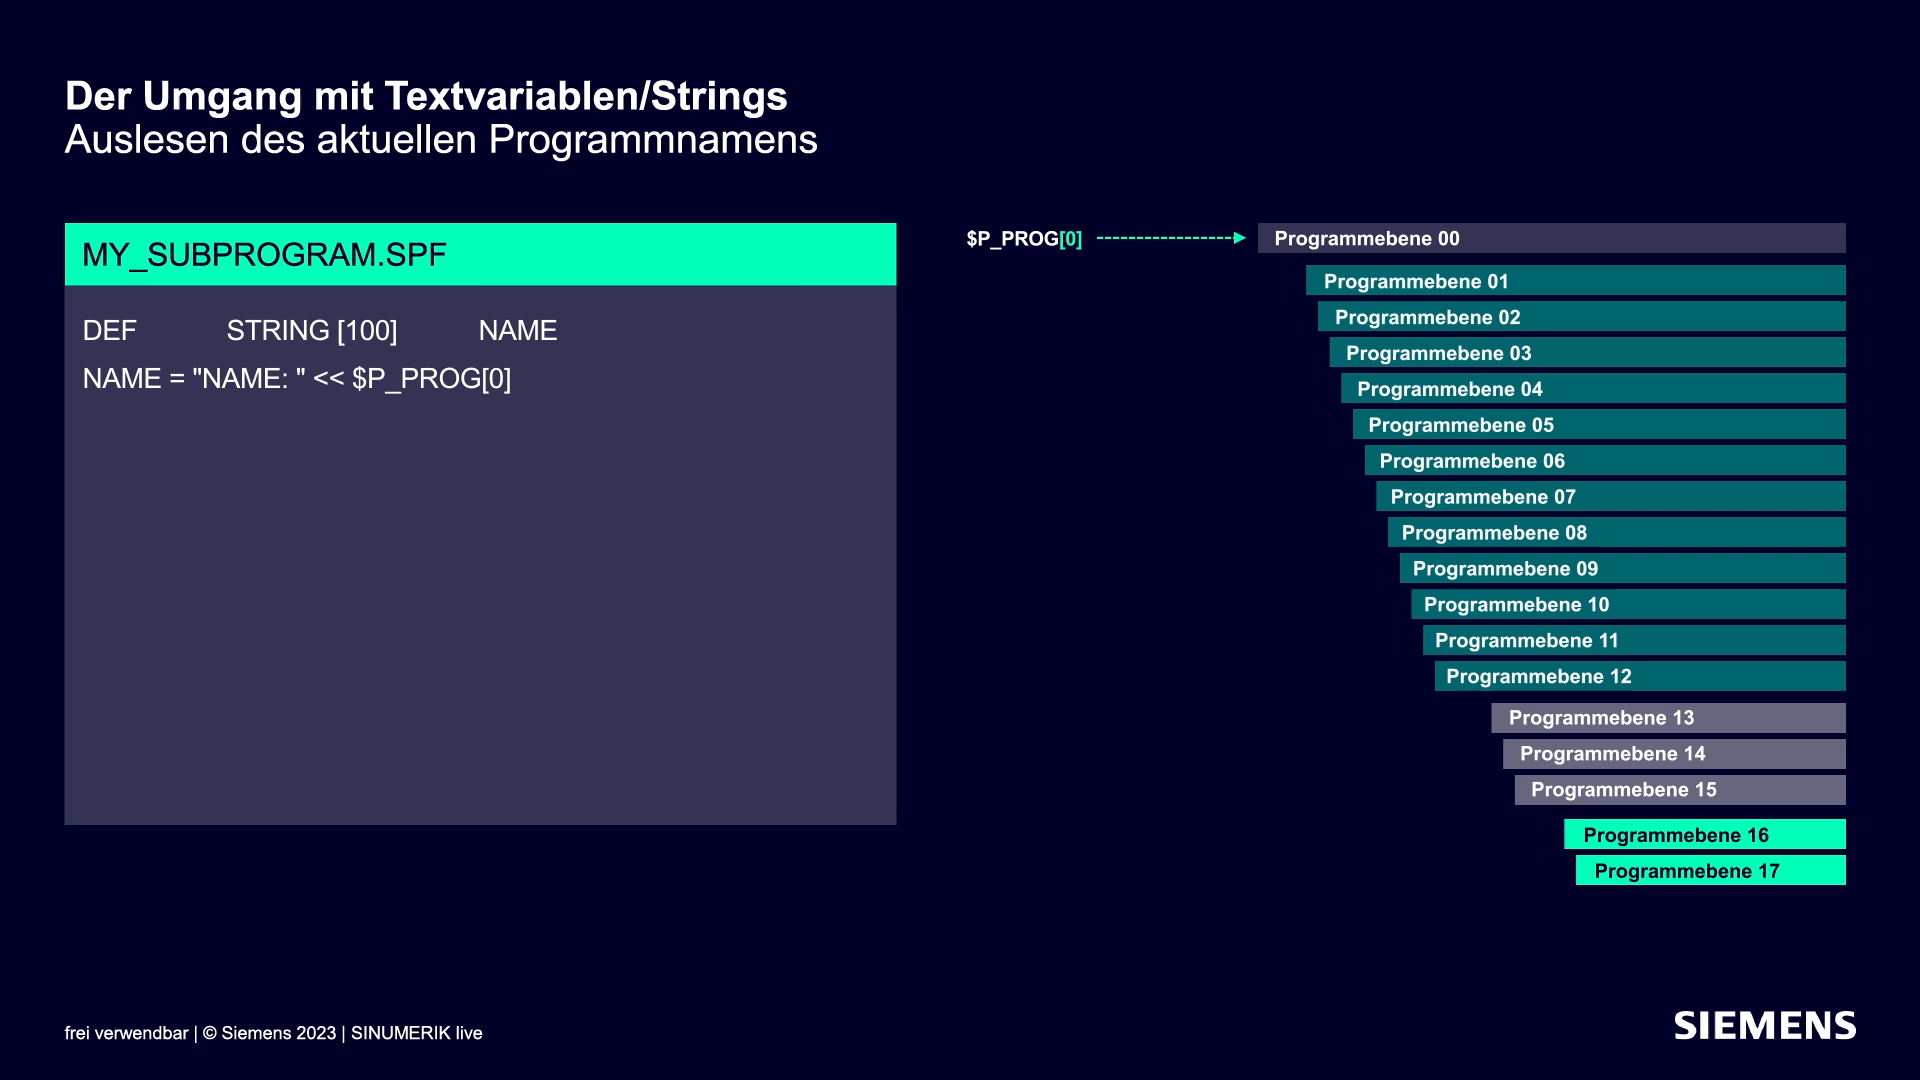 Der Umgang mit Textvariablen/Strings
Auslesen des aktuellen Programmnamens
MY_SUBPROGRAM.SPF
DEF STRING [100] NAME
NAME = "NAME: " << $P_PROG[0]
$P_PROG[0]
Programmebene 00
Programmebene 01
Programmebene 02
Programmebene 03
Programmebene 04
Programmebene 05
Programmebene 06
Programmebene 07
Programmebene 08
Programmebene 09
Programmebene 10
Programmebene 11
Programmebene 12
Programmebene 13
Programmebene 14
Programmebene 15
Programmebene 16
Programmebene 17
frei verwendbar | © Siemens 2023 | SINUMERIK live
SIEMENS